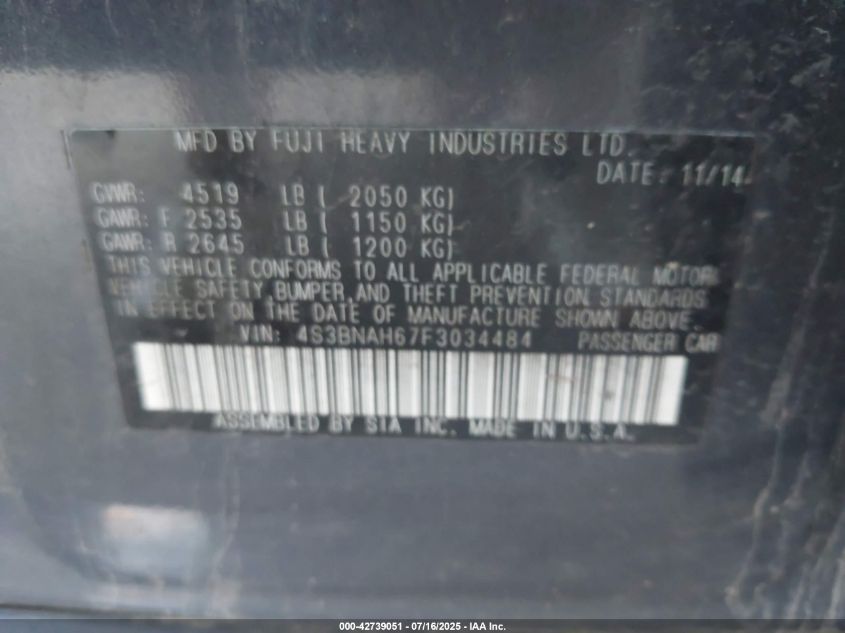 MFD BY FUJI HEAVY INDUSTRIES LTD.
DATE: 11/14
GVWR: 4519 LB ( 2050 KG)
GAWR: F 2535 LB ( 1150 KG)
GAWR: R 2645 LB ( 1200 KG)
THIS VEHICLE CONFORMS TO ALL APPLICABLE FEDERAL MOTOR
VEHICLE SAFETY, BUMPER, AND THEFT PREVENTION STANDARDS
IN EFFECT ON THE DATE OF MANUFACTURE SHOWN ABOVE.
VIN: 4S3BNAH67F3034484 PASSENGER CAR
ASSEMBLED BY SIA INC. MADE IN U.S.A.
000-42739051 - 07/16/2025 - IAA Inc.